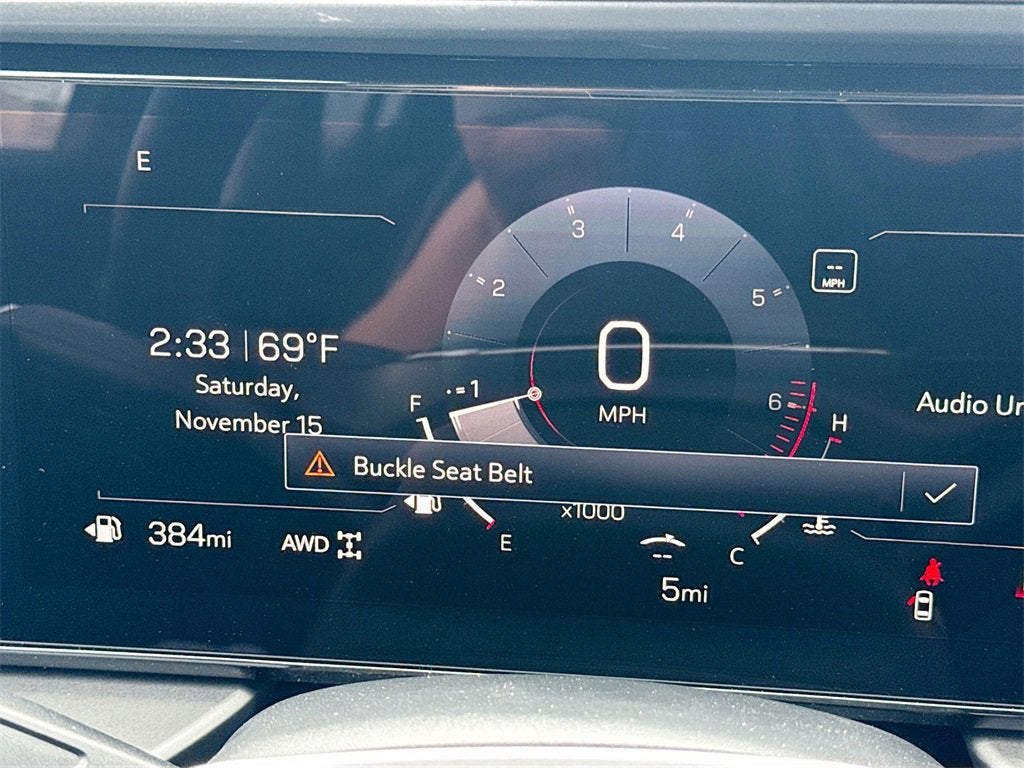 E
3
4
2
5
-- MPH
2:33 | 69°F
0
Saturday,
November 15
1
F
MPH
6
H
Audio
Buckle Seat Belt
x1000
384mi
AWD
E
--
C
5mi